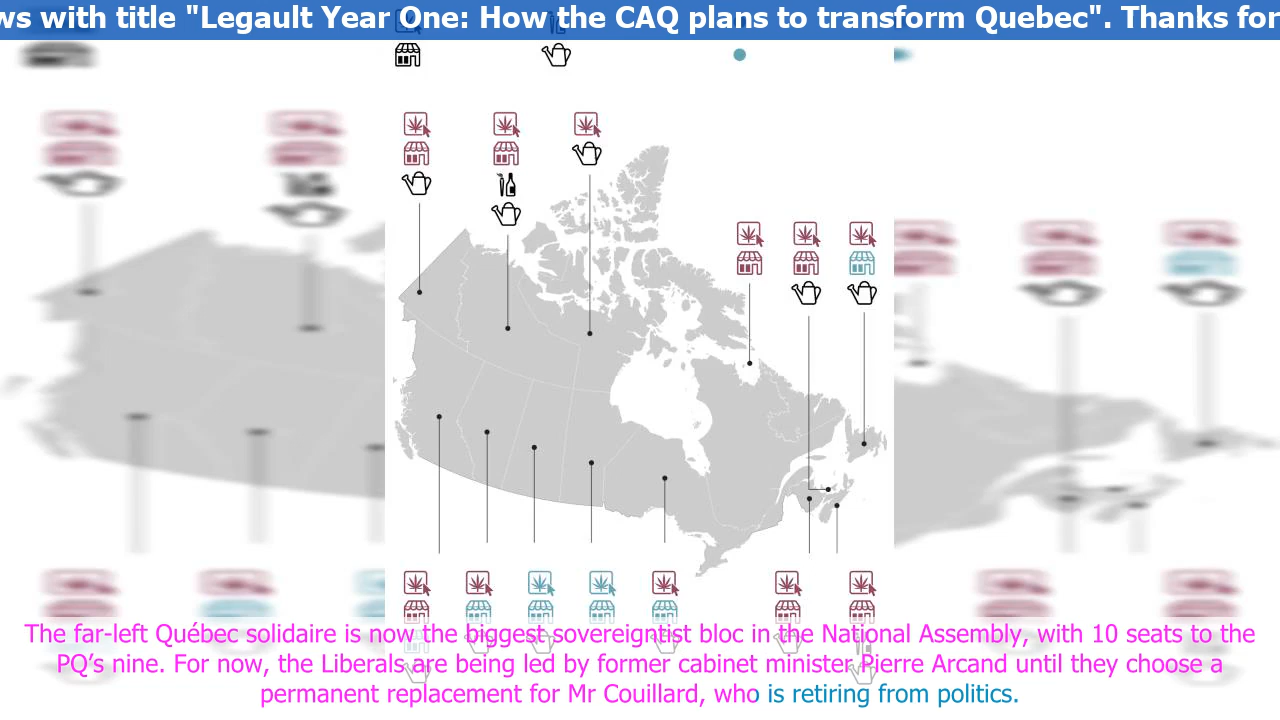 ws with title "Legault Year One: How the CAQ plans to transform Quebec". Thanks for
The far-left Québec solidaire is now the biggest sovereigntist bloc in the National Assembly, with 10 seats to the
PQ’s nine. For now, the Liberals are being led by former cabinet minister Pierre Arcand until they choose a
permanent replacement for Mr Couillard, who is retiring from politics.